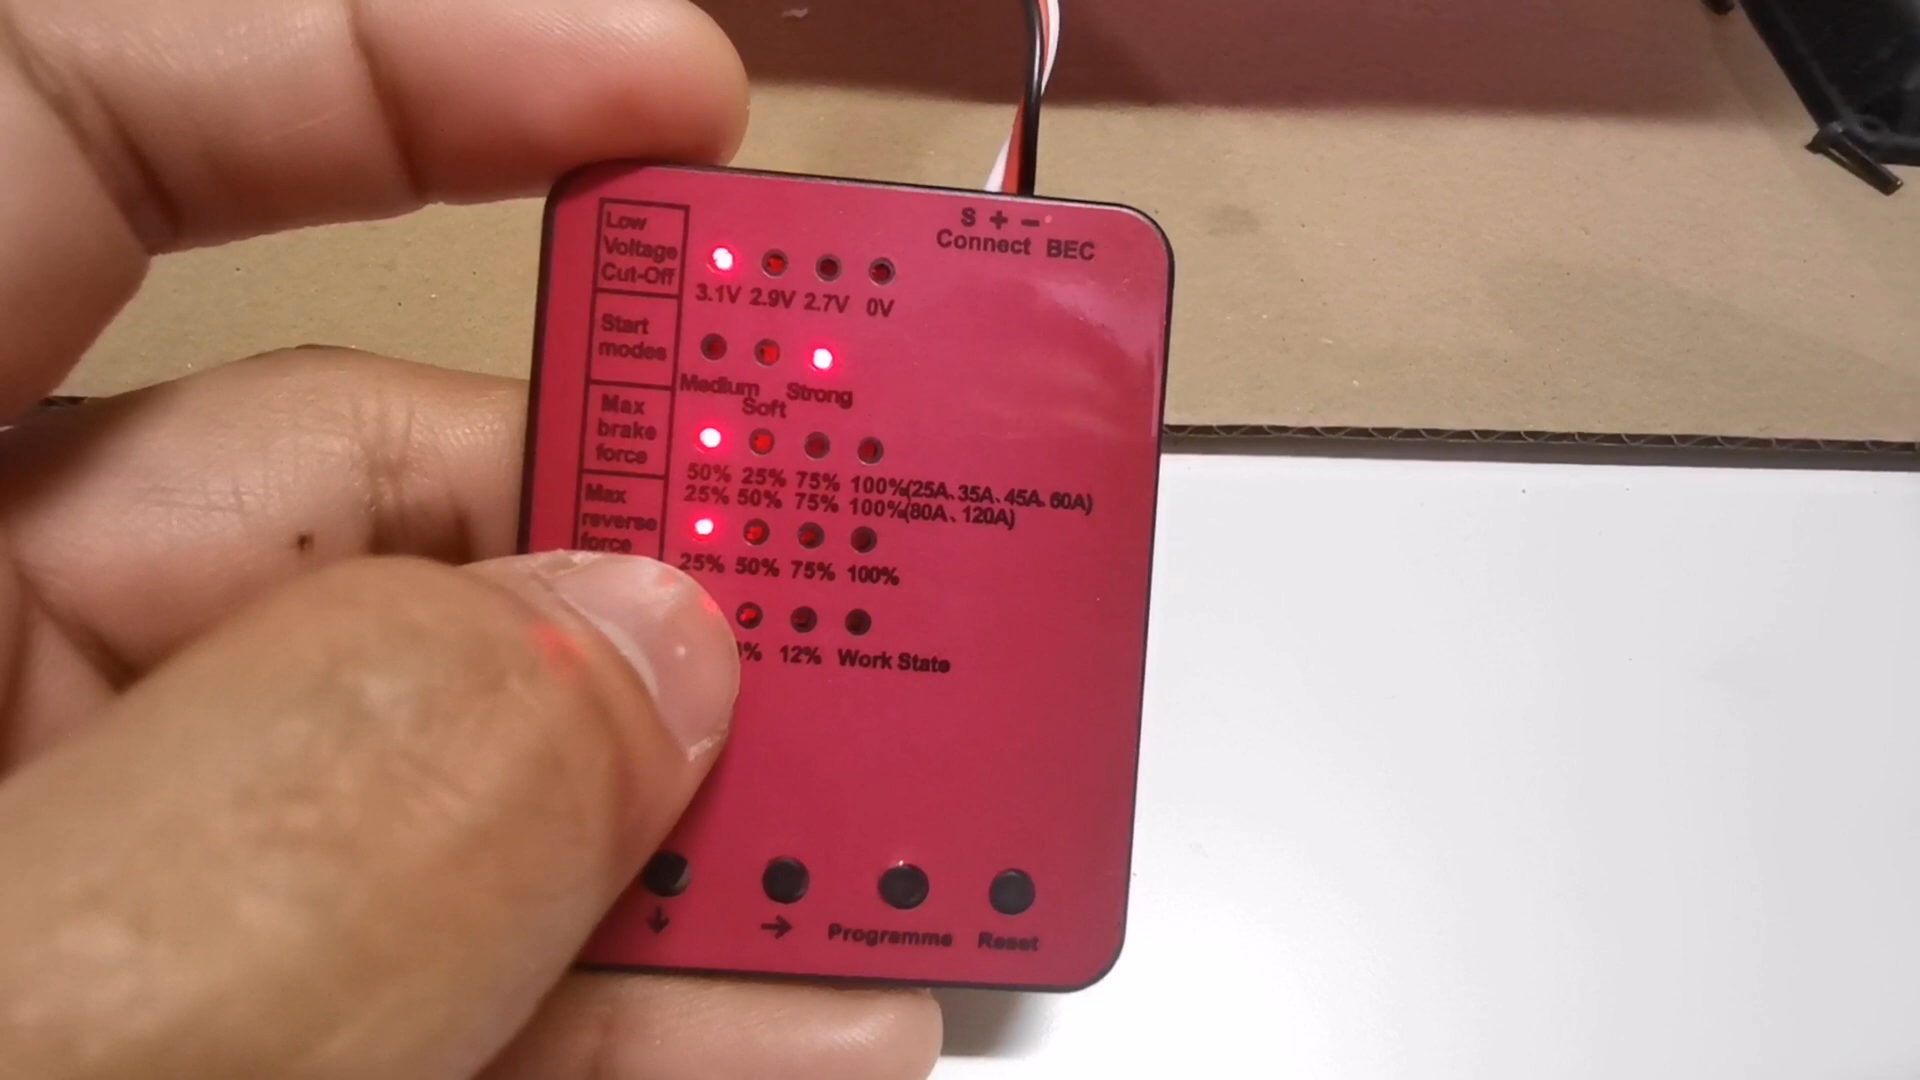 S + −
Connect BEC
Low
Voltage
Cut-Off
3.1V 2.9V 2.7V 0V
Start
modes
Medium Strong
Soft
Max
brake
force
50% 25% 75% 100%(25A、35A、45A、60A)
25% 50% 75% 100%(80A、120A)
Max
reverse
force
25% 50% 75% 100%
12% Work State
↓ → Programme Reset